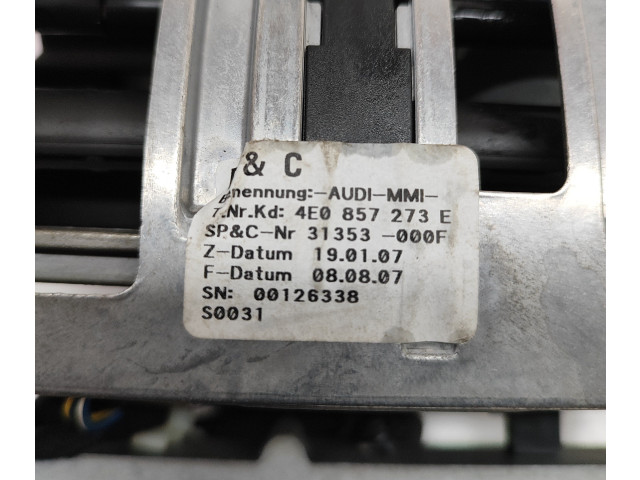 & C
nennung:-AUDI-MMI-
.Nr.Kd: 4E0 857 273 E
SP&C-Nr 31353 -000F
Z-Datum 19.01.07
F-Datum 08.08.07
SN: 00126338
S0031